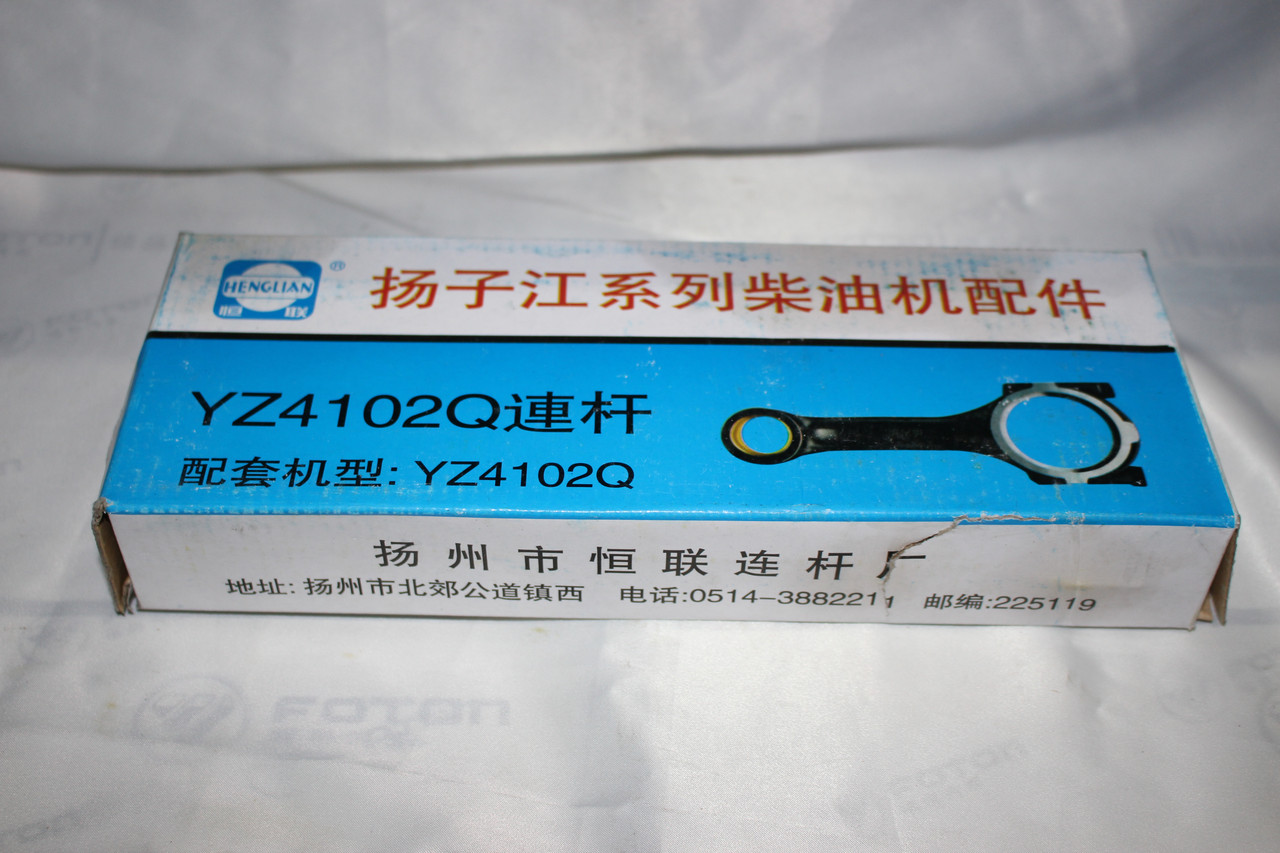 HENGLIAN
恒 联
®
扬子江系列柴油机配件
YZ4102Q連杆
配套机型: YZ4102Q
扬州市恒联连杆厂
地址: 扬州市北郊公道镇西 电话:0514-3882211 邮编:225119
FOTON